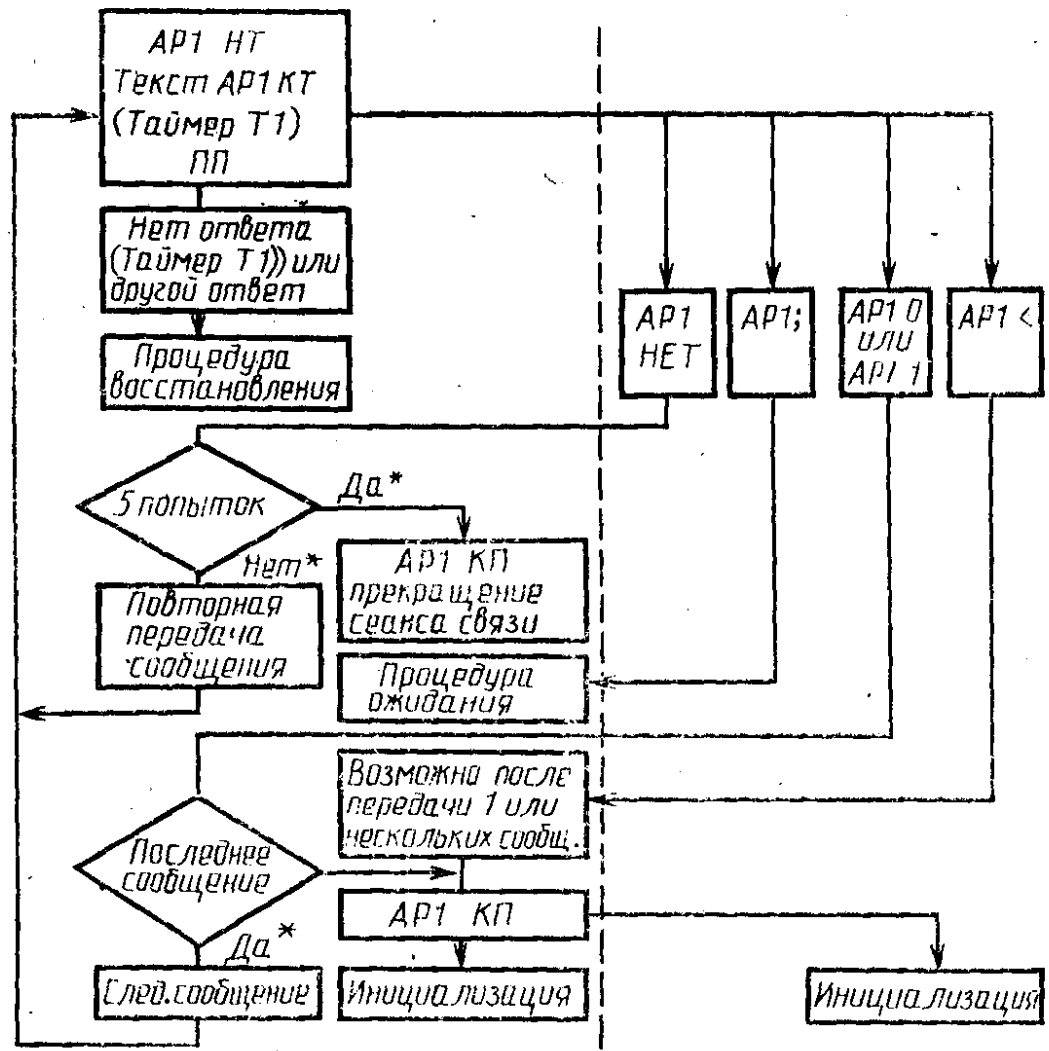 АР1 НТ
Текст АР1 КТ
(Таймер Т1)
ПП
Нет ответа
(Таймер Т1)) или
другой ответ
Процедура
восстановления
АР1
НЕТ
АР1;
АР1 0
или
АР1 1
АР1 <
5 попыток
Да*
Нет*
АР1 КП
прекращение
сеанса связи
Повторная
передача
сообщения
Процедура
ожидания
Возможно после
передачи 1 или
нескольких сообщ.
Последнее
сообщение
Да*
АР1 КП
След. сообщение
Инициализация
Инициализация